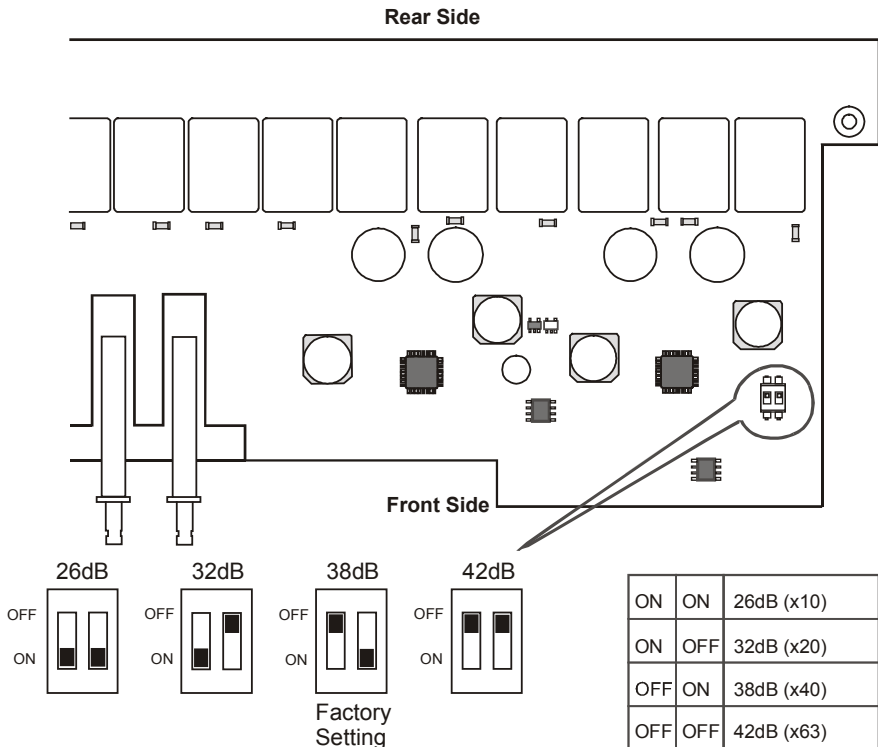 Rear Side
Front Side
26dB
32dB
38dB
42dB
OFF
ON
OFF
ON
OFF
ON
OFF
ON
Factory
Setting
ON ON 26dB (x10)
ON OFF 32dB (x20)
OFF ON 38dB (x40)
OFF OFF 42dB (x63)